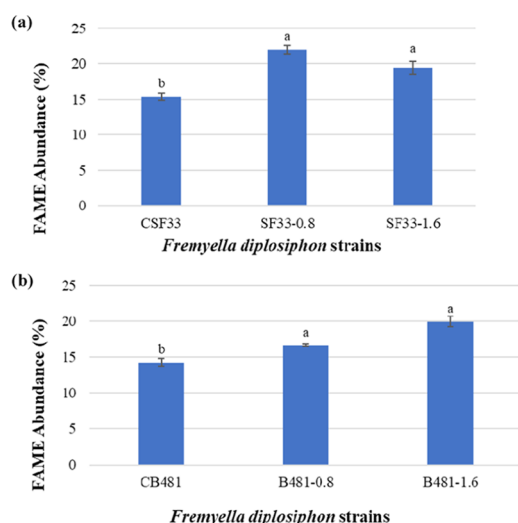 (a)
FAME Abundance (%)
25
20
15
10
5
0
b
a
a
CSF33 SF33-0.8 SF33-1.6
Fremyella diplosiphon strains
(b)
FAME Abundance (%)
25
20
15
10
5
0
b
a
a
CB481 B481-0.8 B481-1.6
Fremyella diplosiphon strains